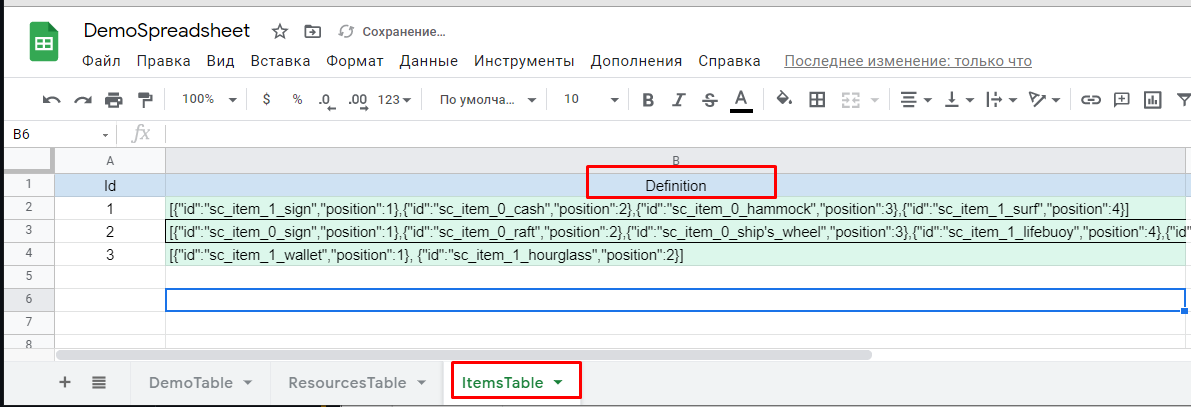 DemoSpreadsheet Сохранение…
Файл Правка Вид Вставка Формат Данные Инструменты Дополнения Справка Последнее изменение: только что
100% $ % .0 .00 123 По умолча... 10 B I S A
B6 fx
A B
1 Id Definition
2 1 [{"id":"sc_item_1_sign","position":1},{"id":"sc_item_0_cash","position":2},{"id":"sc_item_0_hammock","position":3},{"id":"sc_item_1_surf","position":4}]
3 2 [{"id":"sc_item_0_sign","position":1},{"id":"sc_item_0_raft","position":2},{"id":"sc_item_0_ship's_wheel","position":3},{"id":"sc_item_1_lifebuoy","position":4},{"id"
4 3 [{"id":"sc_item_1_wallet","position":1}, {"id":"sc_item_1_hourglass","position":2}]
5
6
7
8
+ DemoTable ResourcesTable ItemsTable